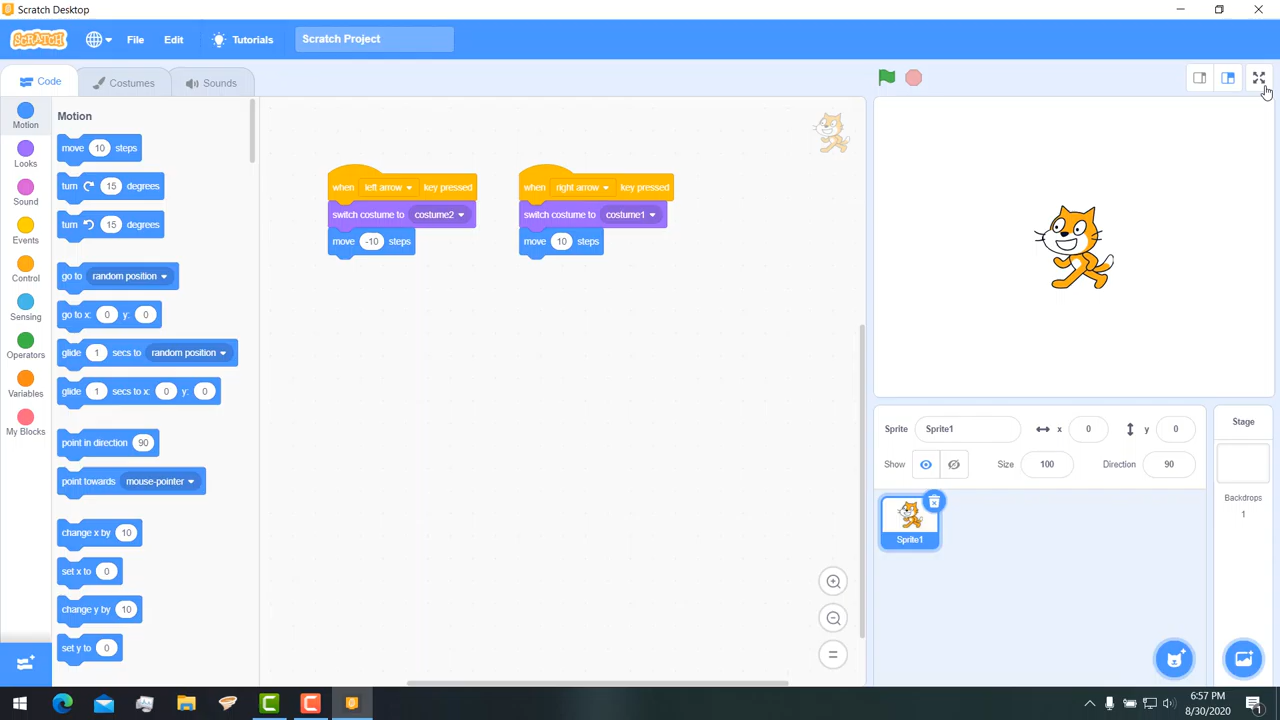 Scratch Desktop
SCRATCH File Edit Tutorials Scratch Project
Code Costumes Sounds
Motion
Looks
Sound
Events
Control
Sensing
Operators
Variables
My Blocks
Motion
move 10 steps
turn 15 degrees
turn 15 degrees
go to random position
go to x: 0 y: 0
glide 1 secs to random position
glide 1 secs to x: 0 y: 0
point in direction 90
point towards mouse-pointer
change x by 10
set x to 0
change y by 10
set y to 0
when left arrow key pressed
switch costume to costume2
move -10 steps
when right arrow key pressed
switch costume to costume1
move 10 steps
Sprite Sprite1 x 0 y 0
Show Size 100 Direction 90
Sprite1
Stage
Backdrops
1
6:57 PM
8/30/2020
1